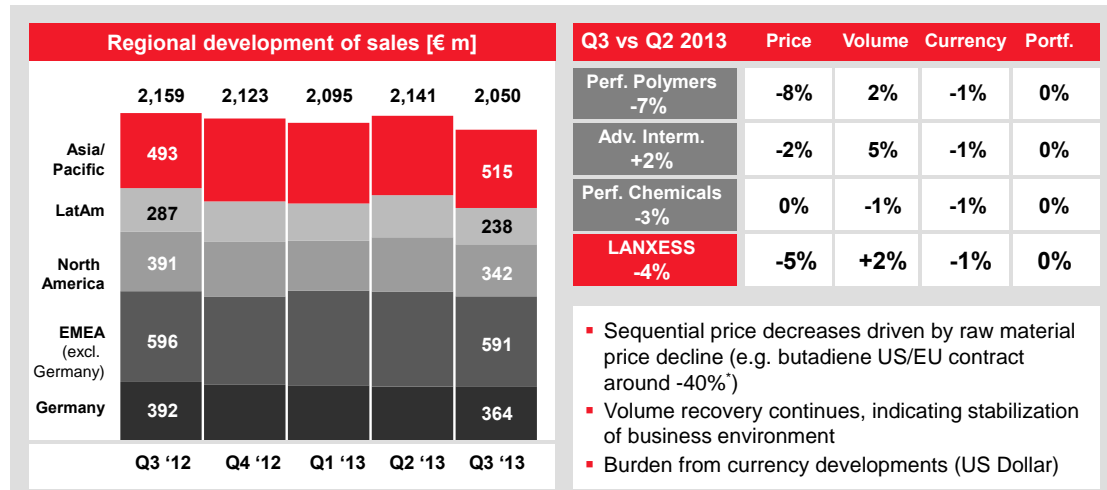 Regional development of sales [€ m]
2,159 2,123 2,095 2,141 2,050
Asia/
Pacific
493 515
LatAm
287 238
North
America
391 342
EMEA
(excl.
Germany)
596 591
Germany
392 364
Q3 ‘12 Q4 ‘12 Q1 ‘13 Q2 ‘13 Q3 ‘13
Q3 vs Q2 2013 Price Volume Currency Portf.
Perf. Polymers
-7%
-8% 2% -1% 0%
Adv. Interm.
+2%
-2% 5% -1% 0%
Perf. Chemicals
-3%
0% -1% -1% 0%
LANXESS
-4%
-5% +2% -1% 0%
▪ Sequential price decreases driven by raw material
price decline (e.g. butadiene US/EU contract
around -40%*)
▪ Volume recovery continues, indicating stabilization
of business environment
▪ Burden from currency developments (US Dollar)